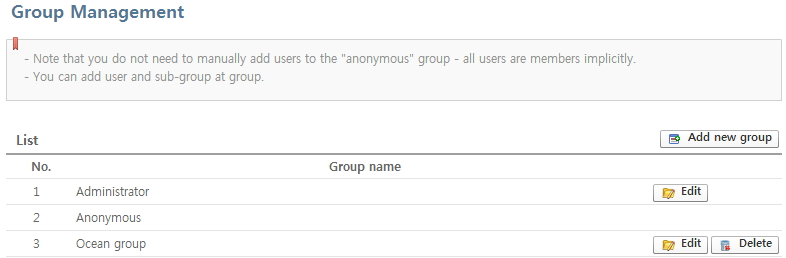 Group Management
- Note that you do not need to manually add users to the "anonymous" group - all users are members implicitly.
- You can add user and sub-group at group.
List Add new group
No. Group name
1 Administrator Edit
2 Anonymous
3 Ocean group Edit Delete